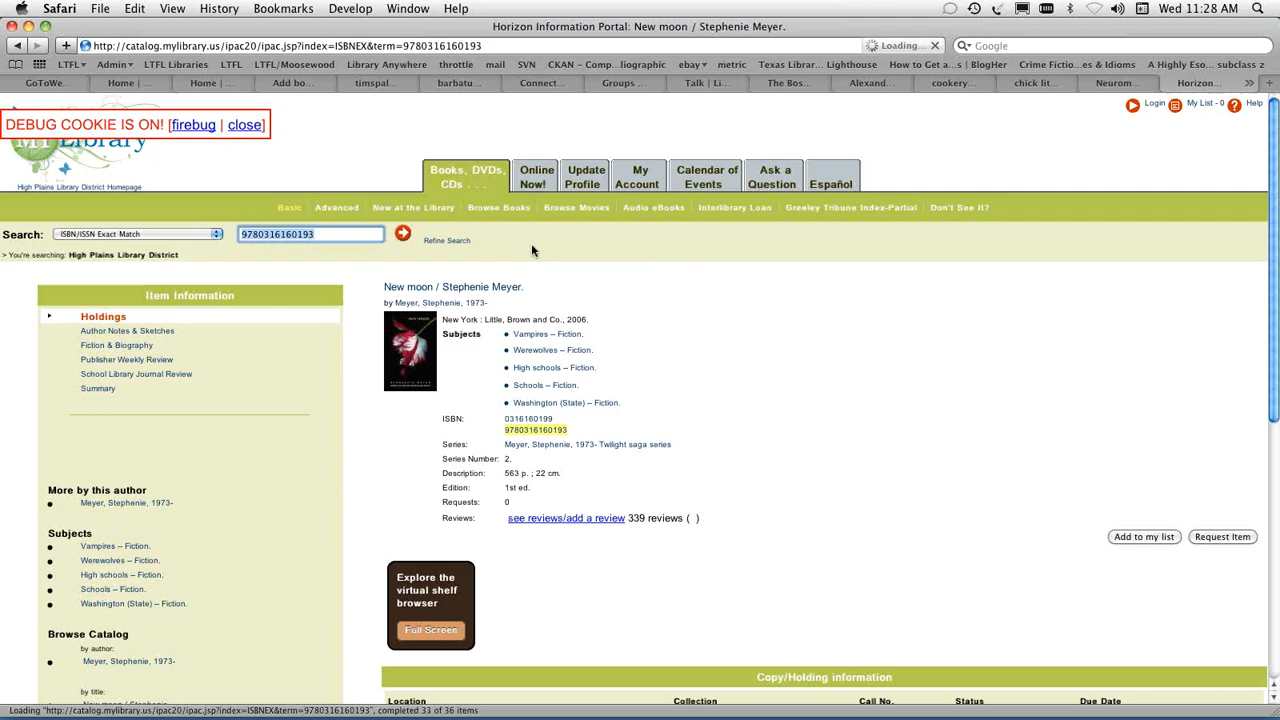 Safari File Edit View History Bookmarks Develop Window Help Wed 11:28 AM
Horizon Information Portal: New moon / Stephenie Meyer.
http://catalog.mylibrary.us/ipac20/ipac.jsp?index=ISBNEX&term=9780316160193 Loading... Google
LTFL Admin LTFL Libraries LTFL LTFL/Moosewood Library Anywhere throttle mail SVN CKAN – Comp...liographic ebay metric Texas Librar... Lighthouse How to Get a...s | BlogHer Crime Fictio...es & Idioms A Highly Eso... subclass z
GoToWe... Home | ... Home | ... Add bo... timspal... barbatu... Connect... Groups ... Talk | Li... The Bos... Alexand... cookery... chick lit... Neurom... Horizon...
Login My List - 0 Help
DEBUG COOKIE IS ON! [firebug | close]
High Plains Library District Homepage
Books, DVDs, CDs . . .
Online Now!
Update Profile
My Account
Calendar of Events
Ask a Question
Español
Basic Advanced New at the Library Browse Books Browse Movies Audio eBooks Interlibrary Loan Greeley Tribune Index-Partial Don't See It?
Search: ISBN/ISSN Exact Match 9780316160193 Refine Search
> You're searching: High Plains Library District
Item Information
Holdings
Author Notes & Sketches
Fiction & Biography
Publisher Weekly Review
School Library Journal Review
Summary
More by this author
Meyer, Stephenie, 1973-
Subjects
Vampires -- Fiction.
Werewolves -- Fiction.
High schools -- Fiction.
Schools -- Fiction.
Washington (State) -- Fiction.
Browse Catalog
by author:
Meyer, Stephenie, 1973-
by title:
New moon / Stephenie
New moon / Stephenie Meyer.
by Meyer, Stephenie, 1973-
New York : Little, Brown and Co., 2006.
Subjects Vampires -- Fiction.
Werewolves -- Fiction.
High schools -- Fiction.
Schools -- Fiction.
Washington (State) -- Fiction.
ISBN: 0316160199
9780316160193
Series: Meyer, Stephenie, 1973- Twilight saga series
Series Number: 2.
Description: 563 p. ; 22 cm.
Edition: 1st ed.
Requests: 0
Reviews: see reviews/add a review 339 reviews ( )
Add to my list Request Item
Explore the
virtual shelf
browser
Full Screen
Copy/Holding information
Location Collection Call No. Status Due Date
Loading "http://catalog.mylibrary.us/ipac20/ipac.jsp?index=ISBNEX&term=9780316160193", completed 33 of 36 items